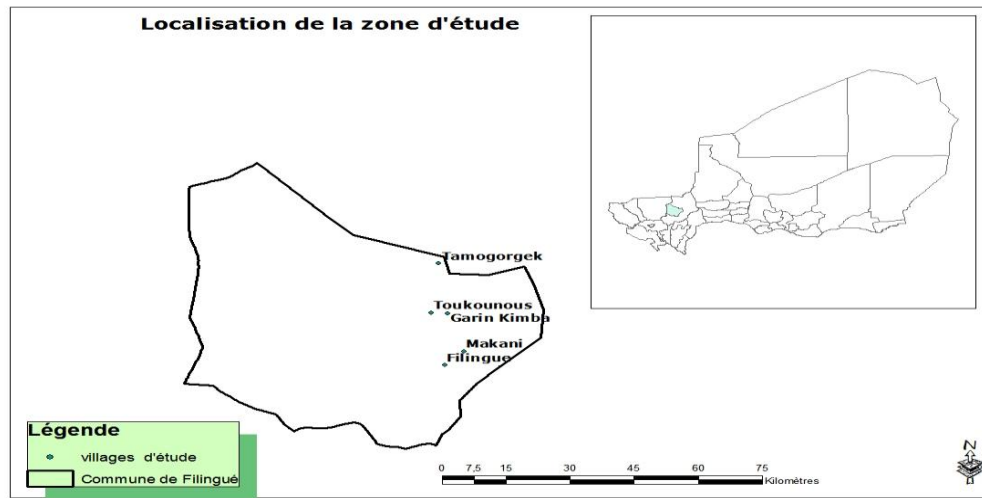 Localisation de la zone d'étude
Tamogorgek
Toukounous
Garin Kimba
Makani
Filingue
Légende
villages d'étude
Commune de Filingué
0 7,5 15 30 45 60 75
Kilomètres
N